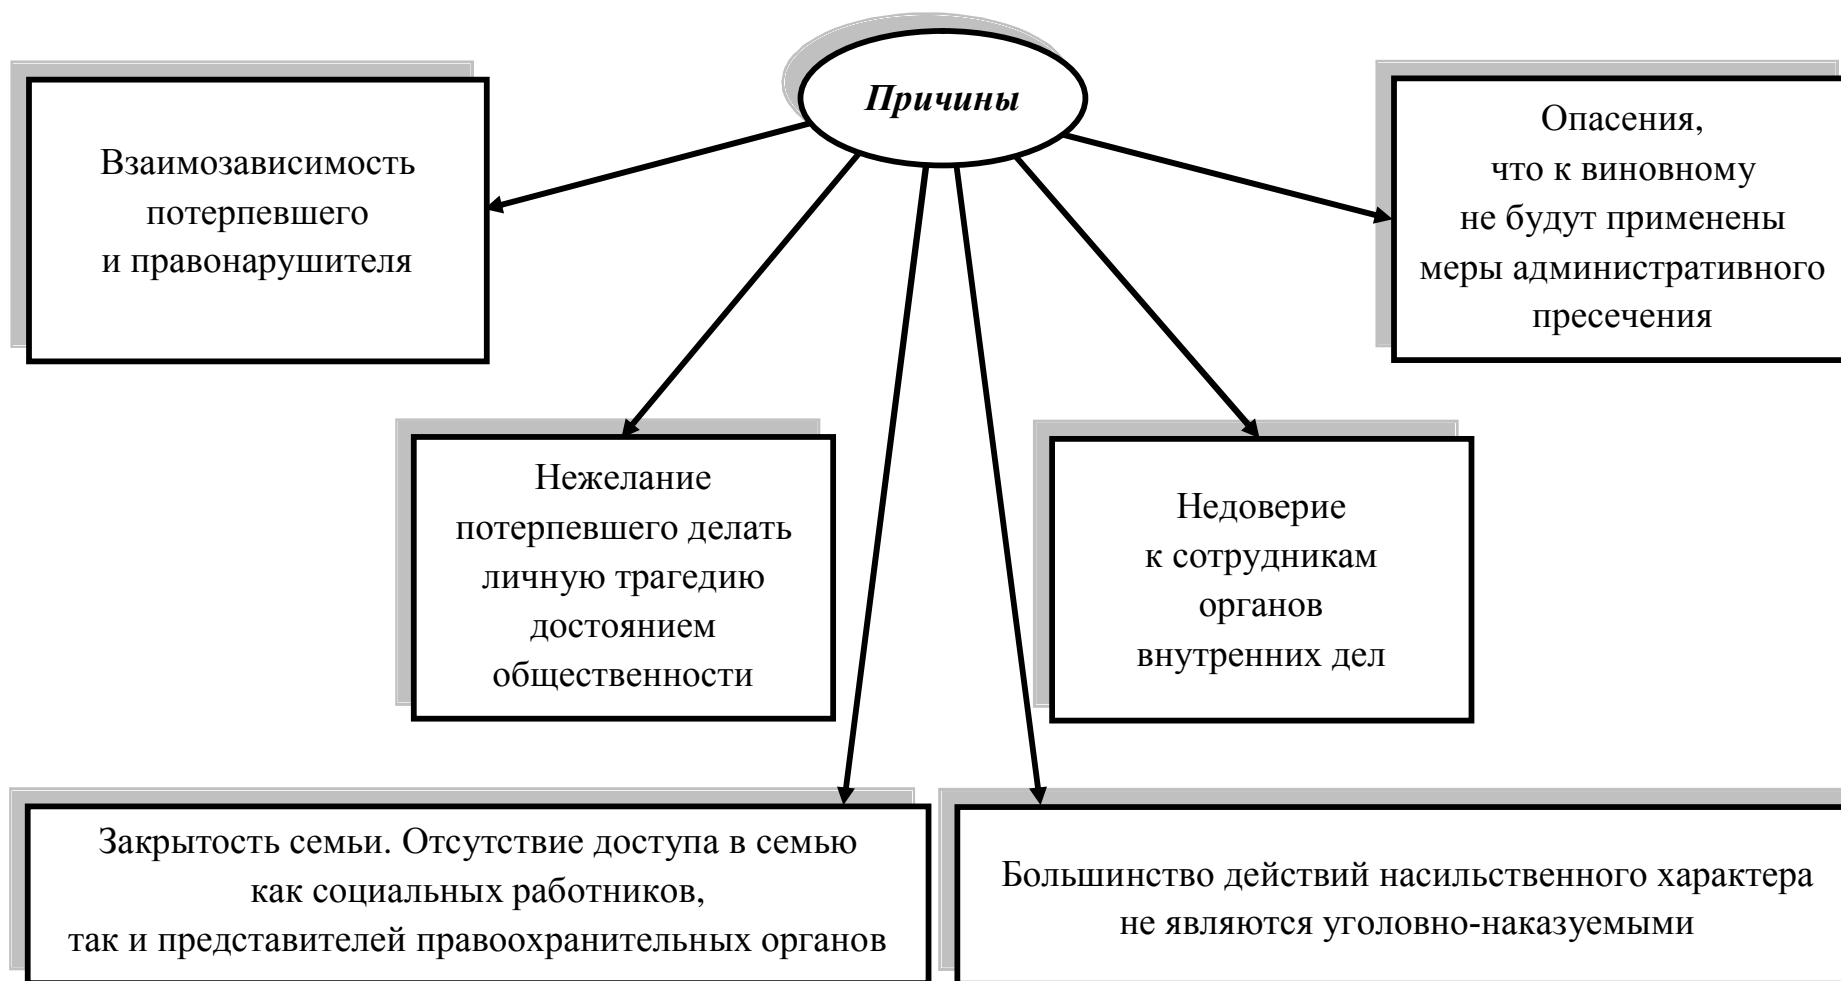 Причины
Взаимозависимость
потерпевшего
и правонарушителя
Опасения,
что к виновному
не будут применены
меры административного
пресечения
Нежелание
потерпевшего делать
личную трагедию
достоянием
общественности
Недоверие
к сотрудникам
органов
внутренних дел
Закрытость семьи. Отсутствие доступа в семью
как социальных работников,
так и представителей правоохранительных органов
Большинство действий насильственного характера
не являются уголовно-наказуемыми